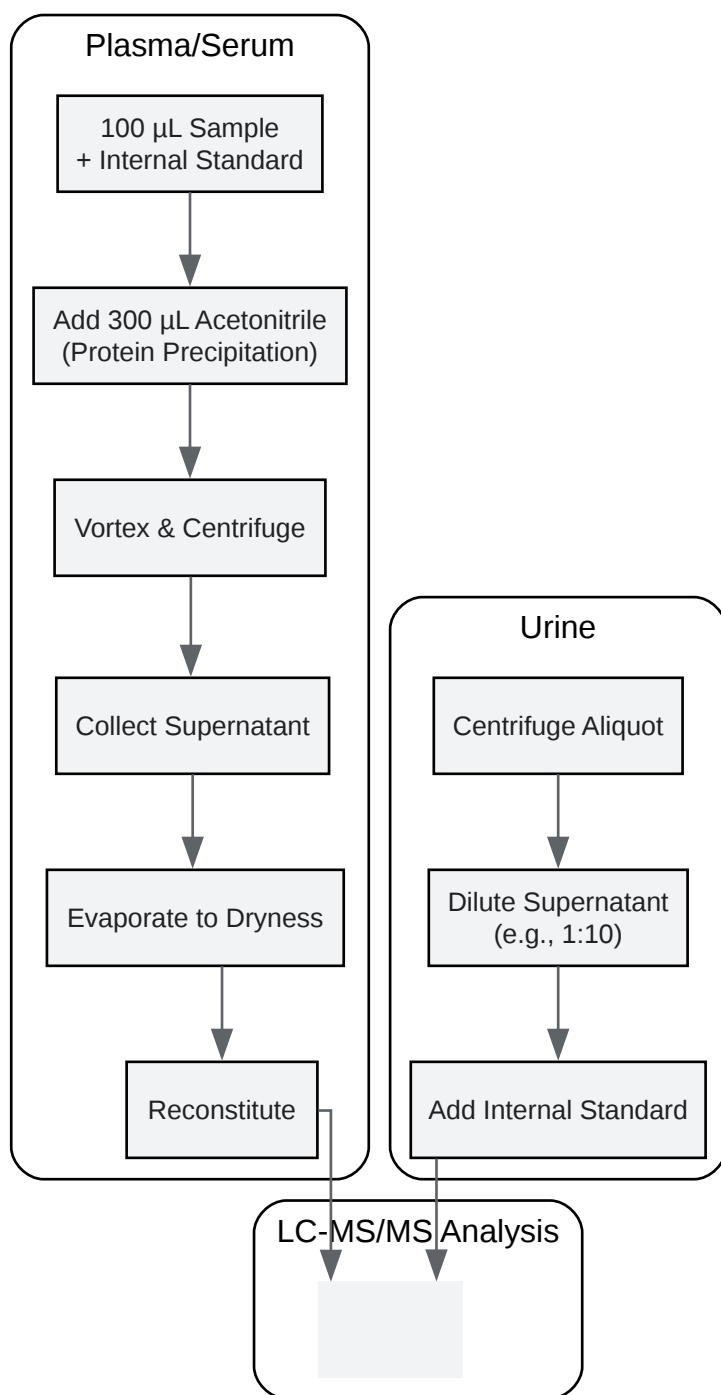 Plasma/Serum
100 µL Sample
+ Internal Standard
Add 300 µL Acetonitrile
(Protein Precipitation)
Vortex & Centrifuge
Collect Supernatant
Evaporate to Dryness
Reconstitute
Urine
Centrifuge Aliquot
Dilute Supernatant
(e.g., 1:10)
Add Internal Standard
LC-MS/MS Analysis